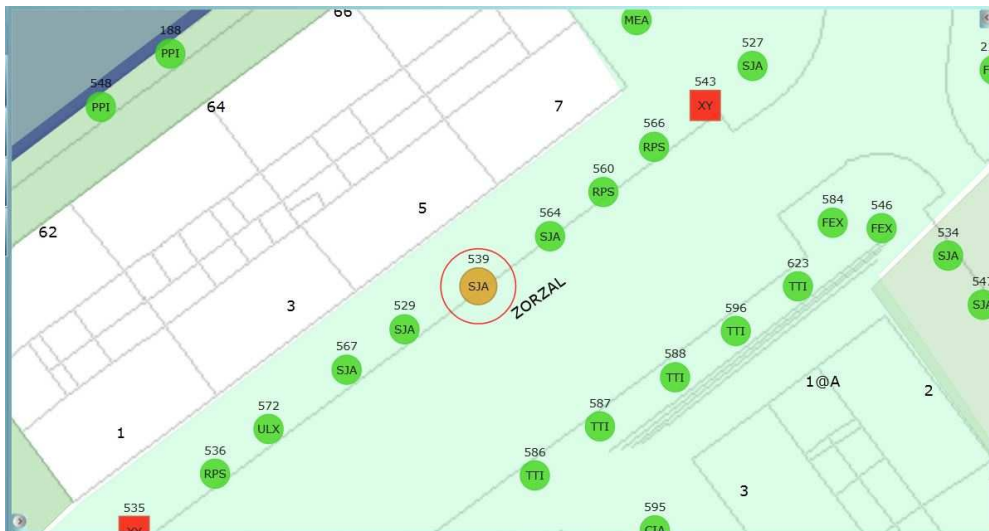 66
MEA
188
PPI
527
SJA
548
PPI
543
XY
64
7
566
RPS
560
RPS
5
584
FEX
546
FEX
62
564
SJA
534
SJA
539
SJA
623
TTI
ZORZAL
3
529
SJA
596
TTI
567
SJA
588
TTI
1@A
2
572
ULX
587
TTI
1
536
RPS
586
TTI
3
535
595